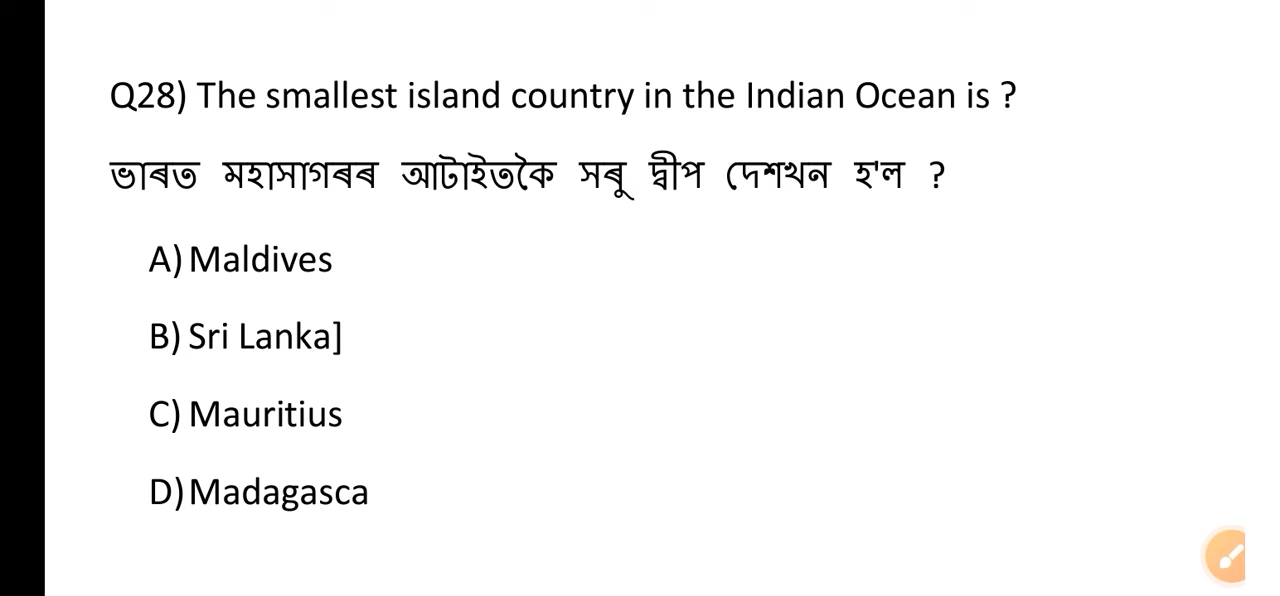 Q28) The smallest island country in the Indian Ocean is ?
ভাৰত মহাসাগৰৰ আটাইতকৈ সৰু দ্বীপ দেশখন হ'ল ?
A) Maldives
B) Sri Lanka]
C) Mauritius
D) Madagasca